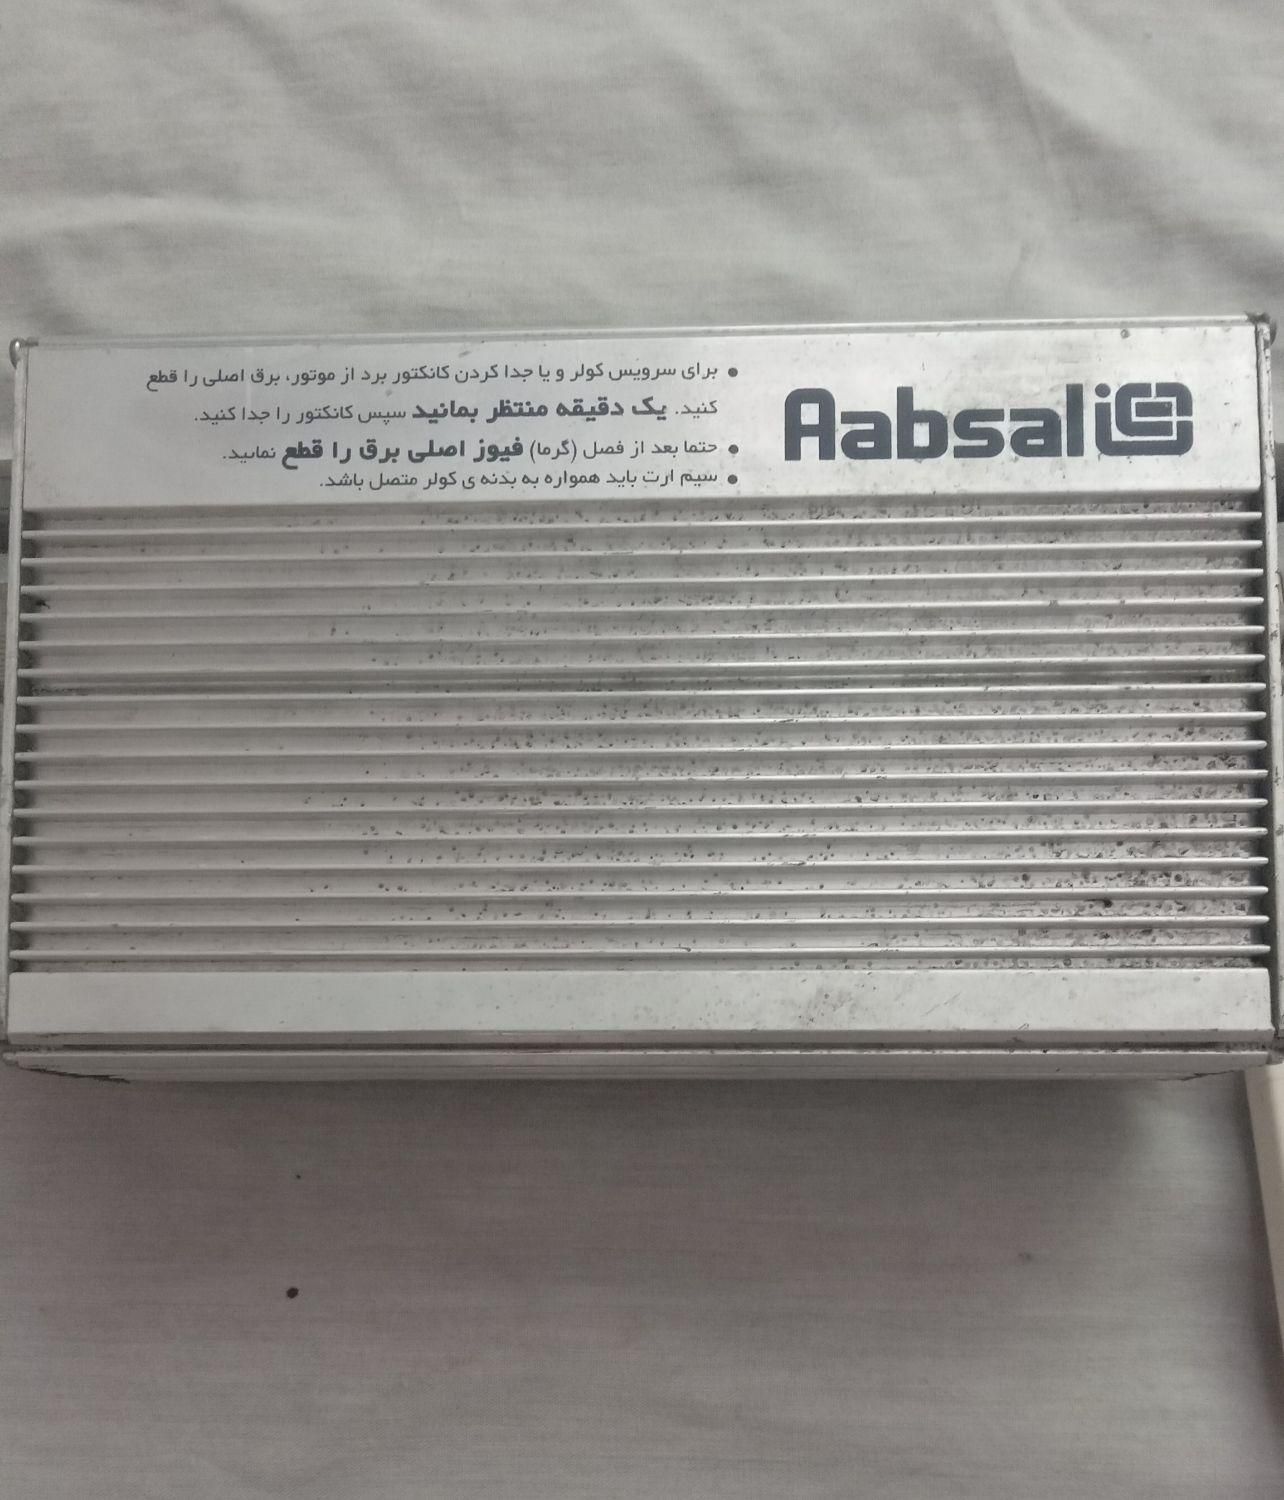 Aabsal
● برای سرویس کولر و یا جدا کردن کانکتور برد از موتور، برق اصلی را قطع
کنید. یک دقیقه منتظر بمانید سپس کانکتور را جدا کنید.
● حتما بعد از فصل (گرما) فیوز اصلی برق را قطع نمایید.
● سیم ارت باید همواره به بدنه ی کولر متصل باشد.